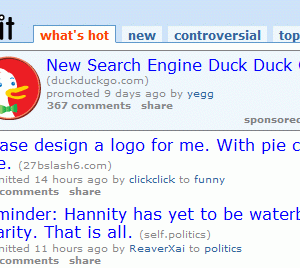 it
what's hot new controversial top
New Search Engine Duck Duck
(duckduckgo.com)
promoted 9 days ago by yegg
367 comments share
sponsored
ase design a logo for me. With pie c
e. (27bslash6.com)
mitted 14 hours ago by clickclick to funny
comments share
minder: Hannity has yet to be waterb
arity. That is all. (self.politics)
mitted 11 hours ago by ReaverXai to politics
comments share